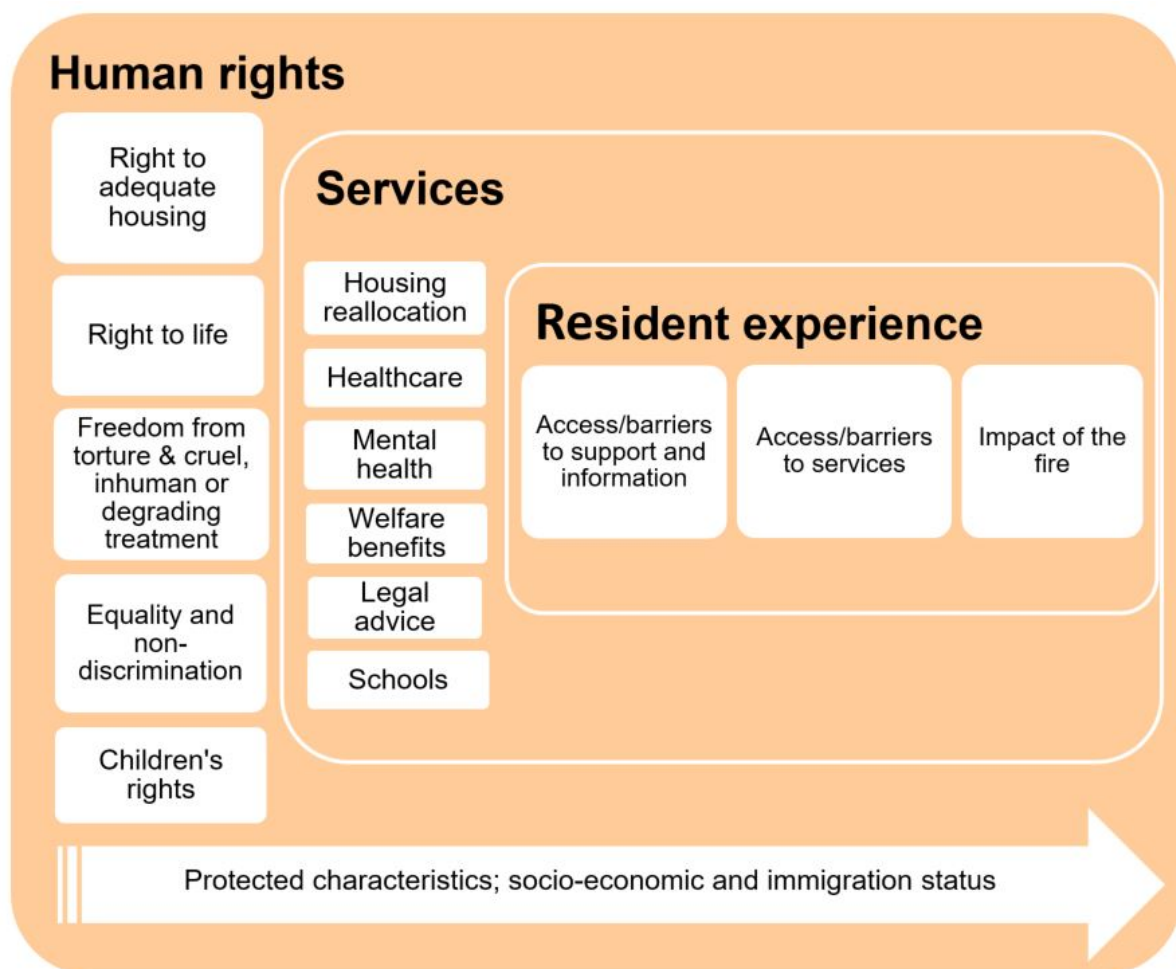 Human rights
Right to
adequate
housing
Right to life
Freedom from
torture & cruel,
inhuman or
degrading
treatment
Equality and
non-
discrimination
Children's
rights
Services
Housing
reallocation
Healthcare
Mental
health
Welfare
benefits
Legal
advice
Schools
Resident experience
Access/barriers
to support and
information
Access/barriers
to services
Impact of the
fire
Protected characteristics; socio-economic and immigration status